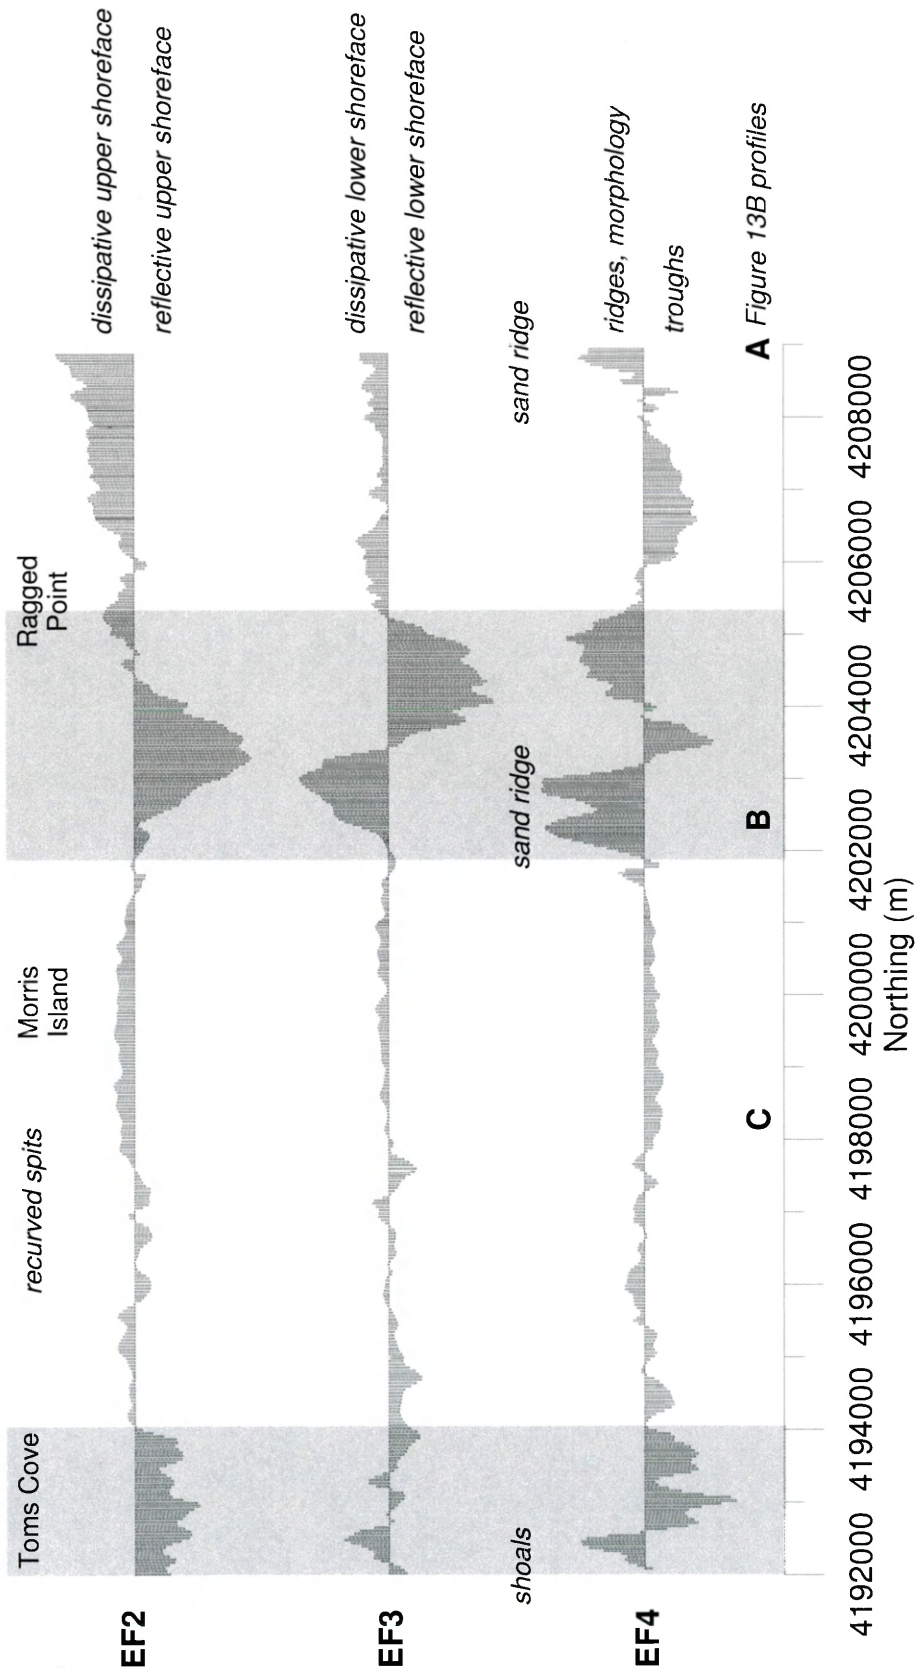 Toms Cove
recurved spits
Morris
Island
Ragged
Point
EF2
dissipative upper shoreface
reflective upper shoreface
EF3
dissipative lower shoreface
reflective lower shoreface
shoals
sand ridge
sand ridge
EF4
ridges, morphology
troughs
C
B
A Figure 13B profiles
4192000 4194000 4196000 4198000 4200000 4202000 4204000 4206000 4208000
Northing (m)